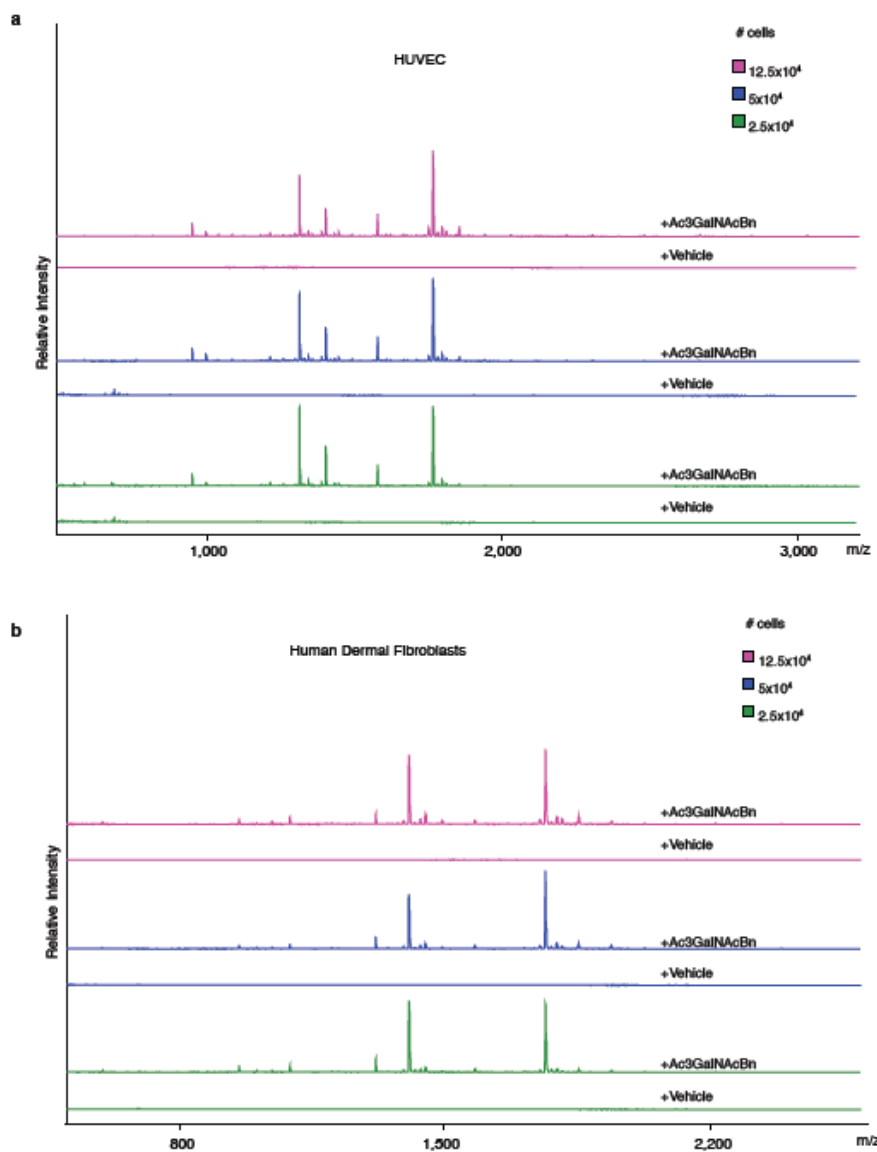 a
# cells
HUVEC
12.5x10⁴
5x10⁴
2.5x10⁴
+Ac3GalNAcBn
+Vehicle
+Ac3GalNAcBn
+Vehicle
+Ac3GalNAcBn
+Vehicle
Relative Intensity
1,000
2,000
3,000
m/z
b
# cells
Human Dermal Fibroblasts
12.5x10⁴
5x10⁴
2.5x10⁴
+Ac3GalNAcBn
+Vehicle
+Ac3GalNAcBn
+Vehicle
+Ac3GalNAcBn
+Vehicle
Relative Intensity
800
1,500
2,200
m/z